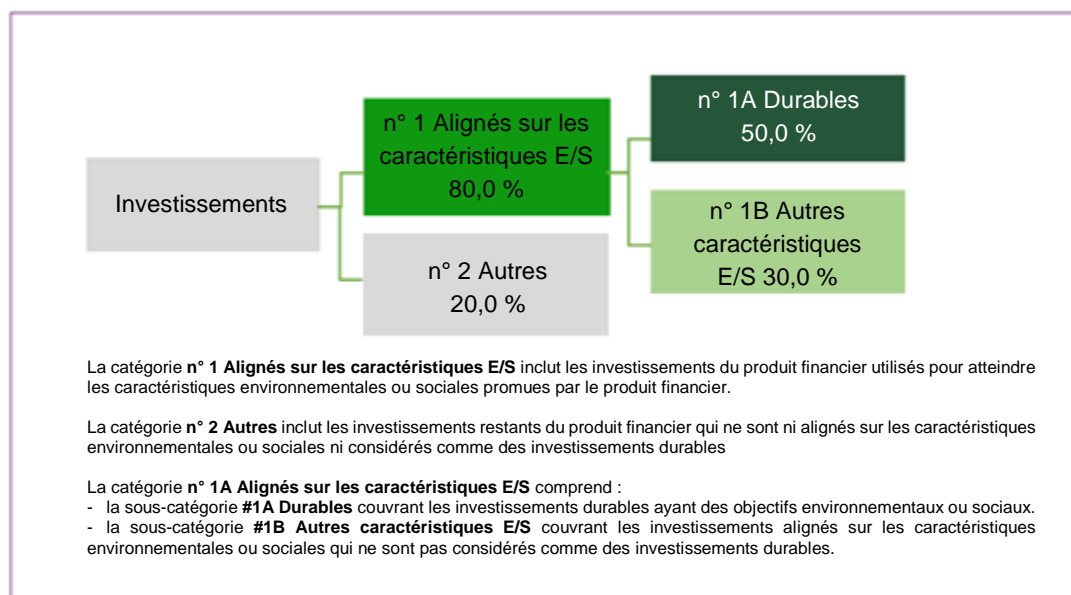 Investissements
n° 1 Alignés sur les
caractéristiques E/S
80,0 %
n° 2 Autres
20,0 %
n° 1A Durables
50,0 %
n° 1B Autres
caractéristiques
E/S 30,0 %
La catégorie n° 1 Alignés sur les caractéristiques E/S inclut les investissements du produit financier utilisés pour atteindre
les caractéristiques environnementales ou sociales promues par le produit financier.
La catégorie n° 2 Autres inclut les investissements restants du produit financier qui ne sont ni alignés sur les caractéristiques
environnementales ou sociales ni considérés comme des investissements durables
La catégorie n° 1A Alignés sur les caractéristiques E/S comprend :
- la sous-catégorie #1A Durables couvrant les investissements durables ayant des objectifs environnementaux ou sociaux.
- la sous-catégorie #1B Autres caractéristiques E/S couvrant les investissements alignés sur les caractéristiques
environnementales ou sociales qui ne sont pas considérés comme des investissements durables.